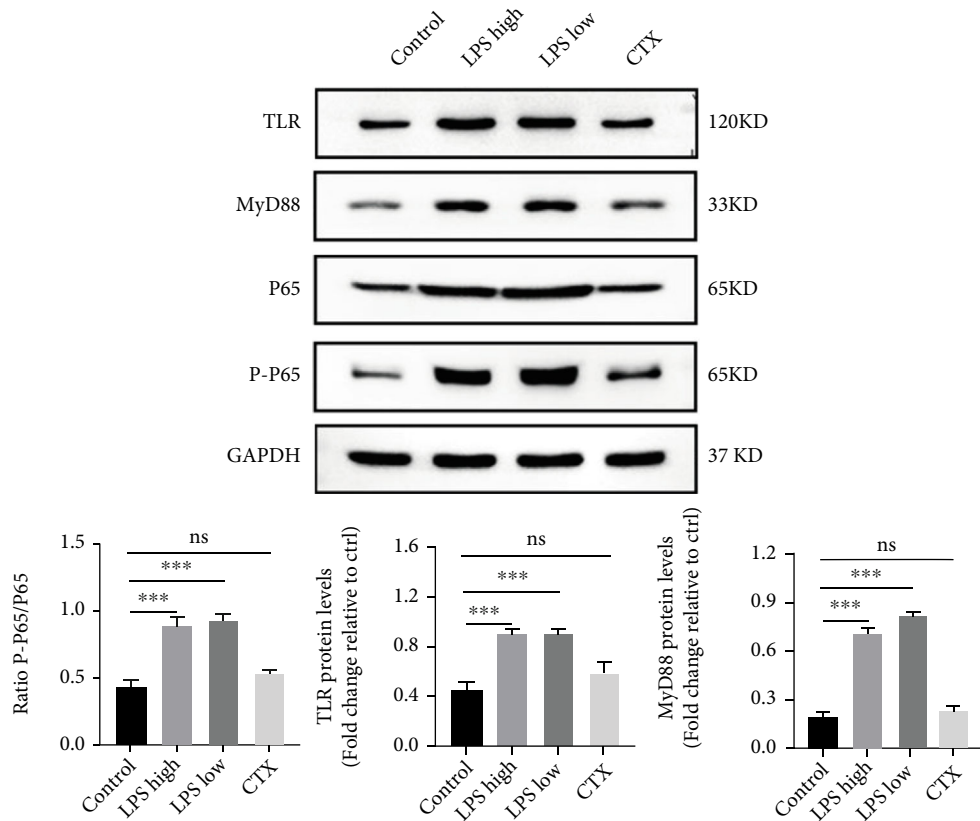 Control LPS high LPS low CTX
TLR 120KD
MyD88 33KD
P65 65KD
P-P65 65KD
GAPDH 37 KD
Ratio P-P65/P65
1.5
1.0
0.5
0.0
ns
***
***
Control LPS high LPS low CTX
TLR protein levels
(Fold change relative to ctrl)
1.6
1.2
0.8
0.4
0.0
ns
***
***
Control LPS high LPS low CTX
MyD88 protein levels
(Fold change relative to ctrl)
1.2
0.9
0.6
0.3
0.0
ns
***
***
Control LPS high LPS low CTX